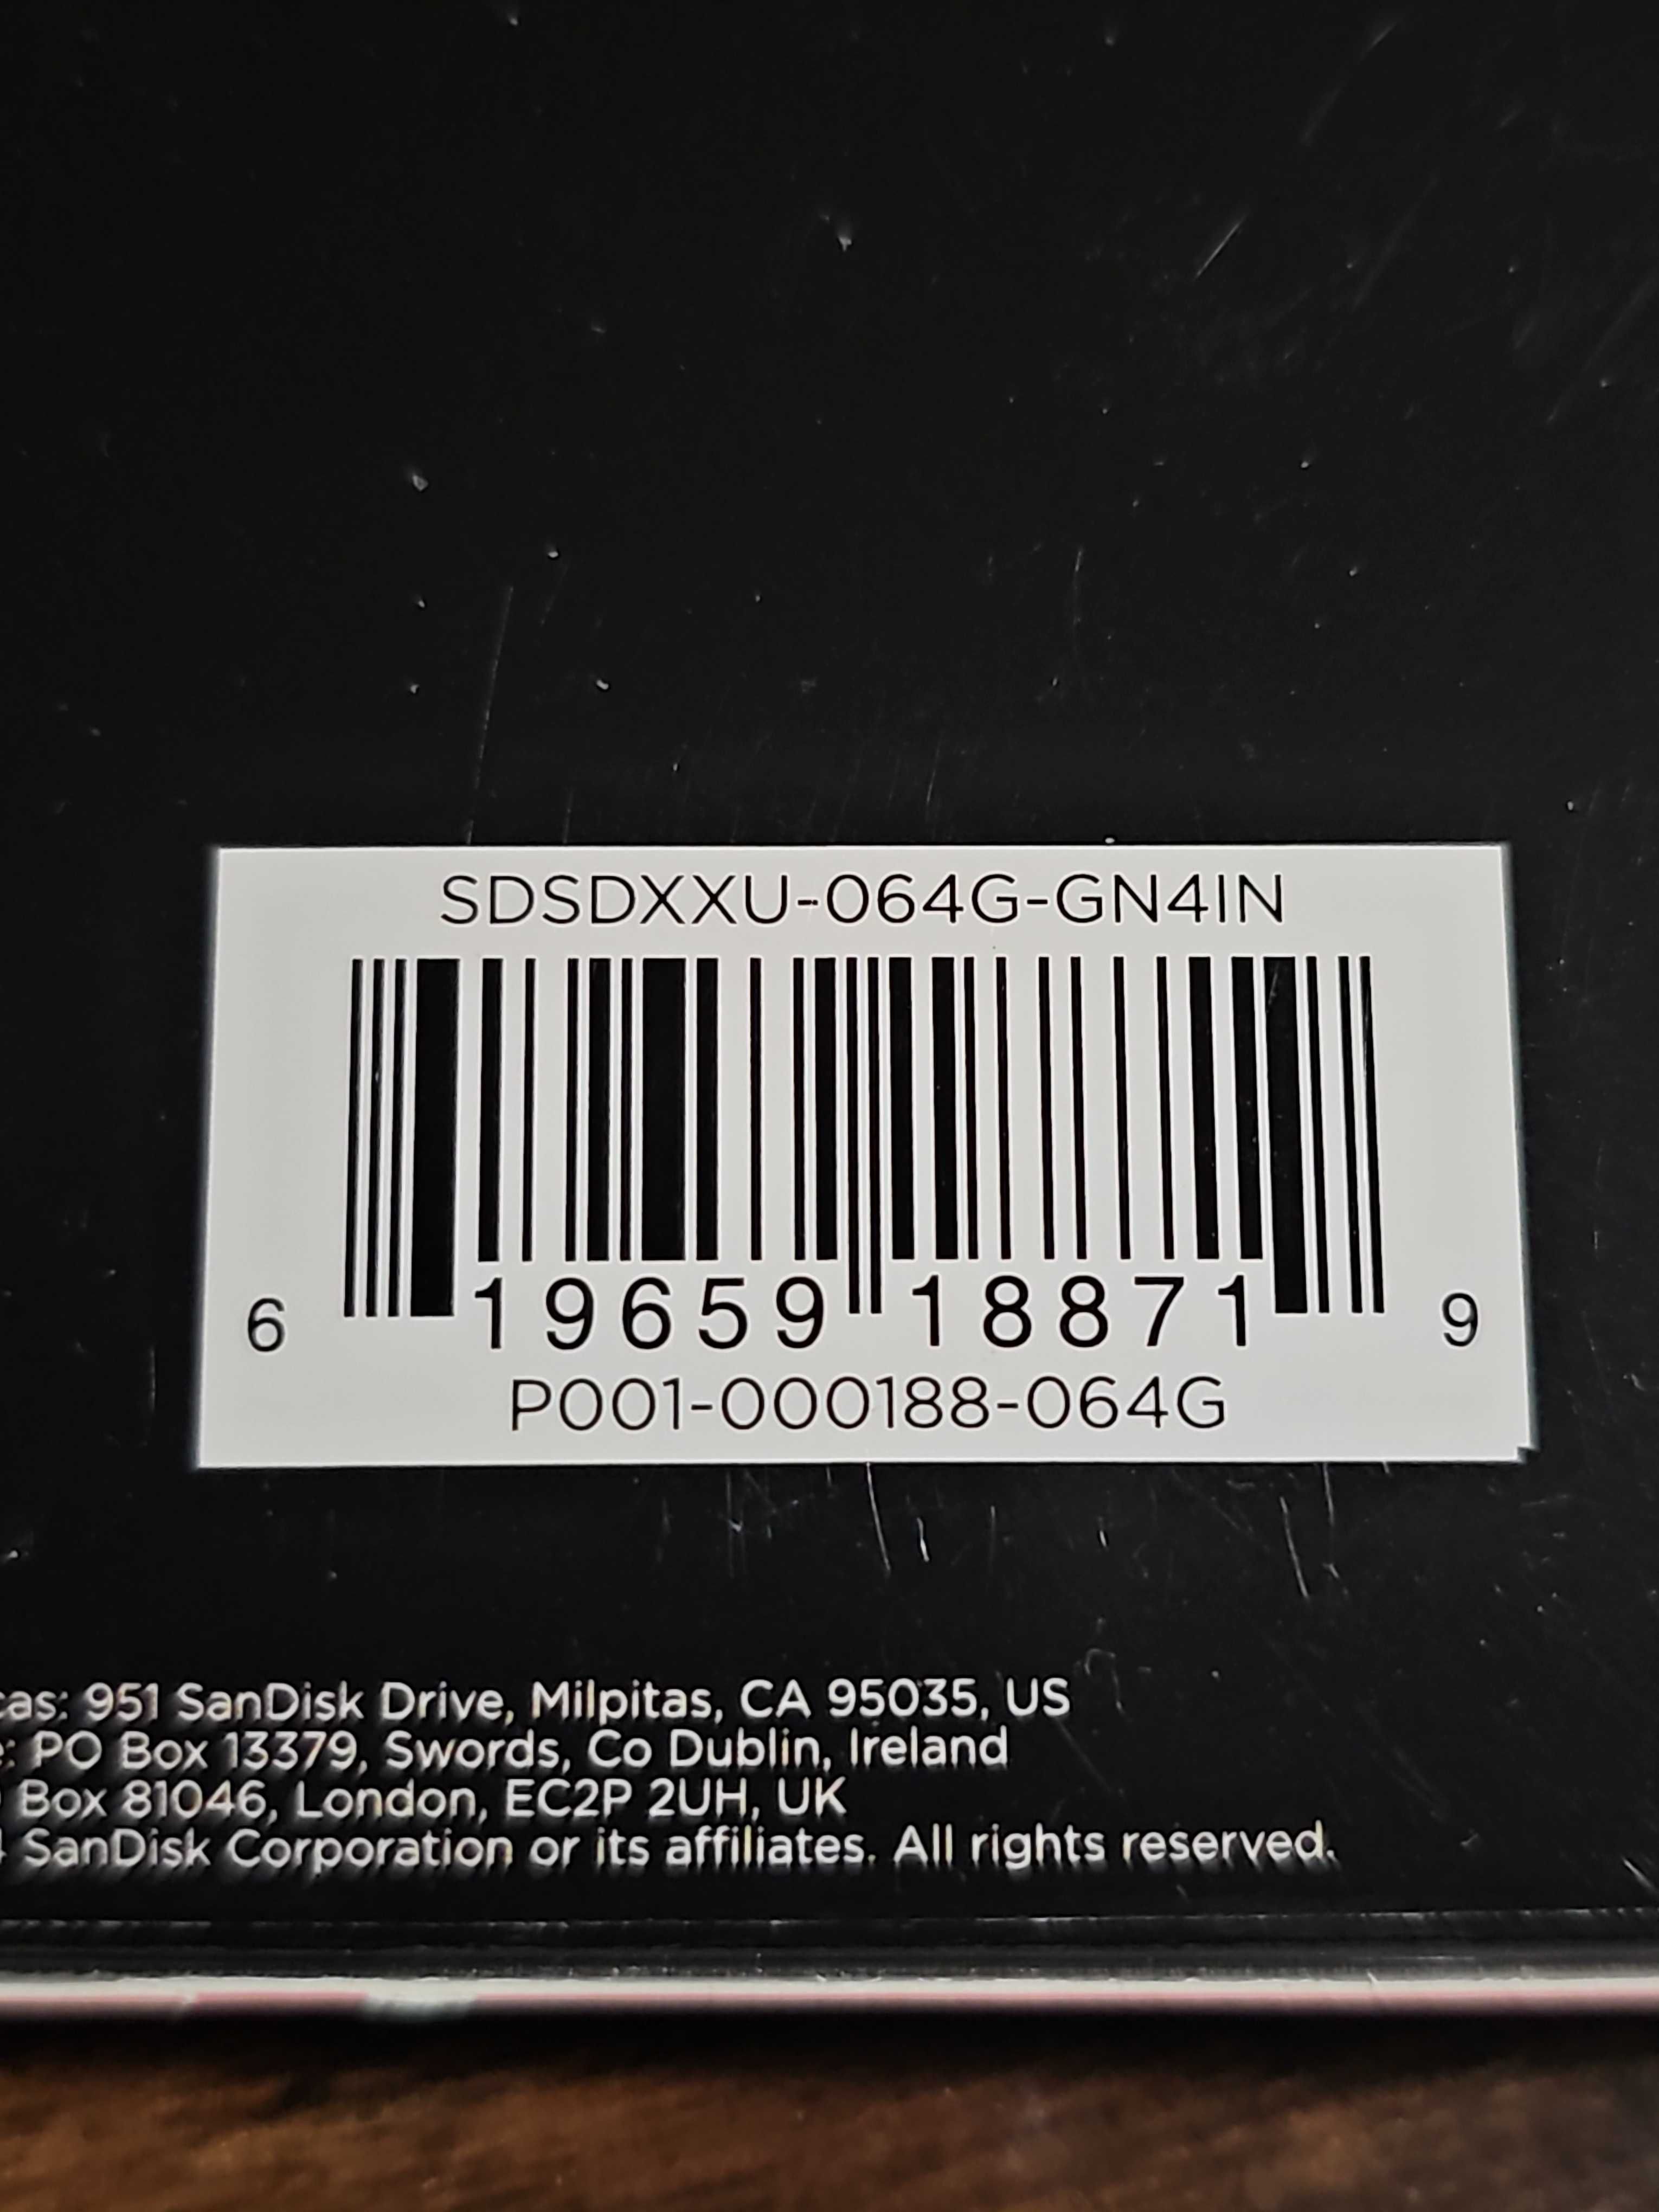 SDSDXXU-064G-GN4IN
6 19659 18871 9
P001-000188-064G
951 SanDisk Drive, Milpitas, CA 95035, US
PO Box 13379, Swords, Co Dublin, Ireland
Box 81046, London, EC2P 2UH, UK
SanDisk Corporation or its affiliates. All rights reserved.